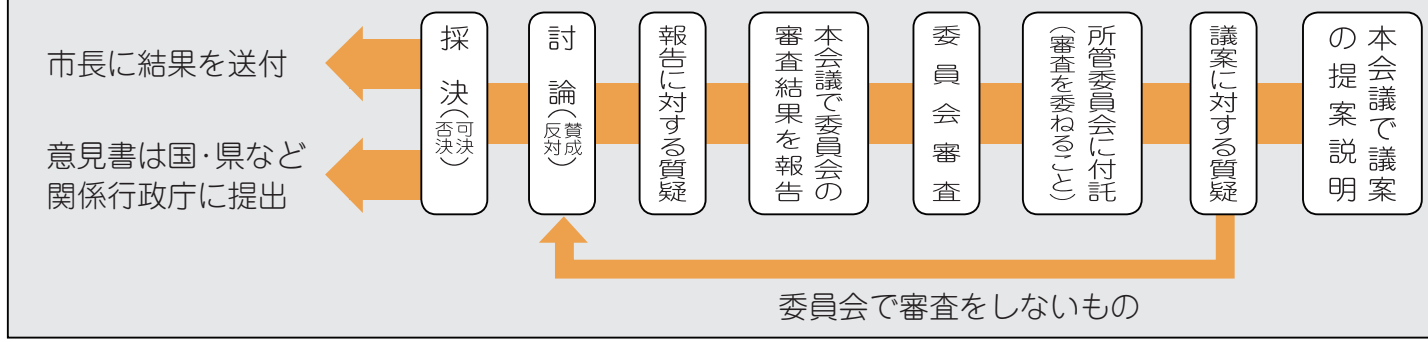 本会議で議案
の提案説明
議案に対する質疑
所管委員会に付託
(審査を委ねること)
委員会審査
本会議で委員会の
審査結果を報告
報告に対する質疑
討論(賛成
反対)
採決(可決
否決)
市長に結果を送付
意見書は国・県など
関係行政庁に提出
委員会で審査をしないもの